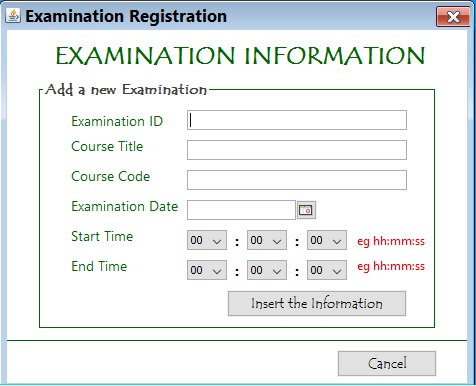 Examination Registration
EXAMINATION INFORMATION
Add a new Examination
Examination ID
Course Title
Course Code
Examination Date
Start Time 00 : 00 : 00 eg hh:mm:ss
End Time 00 : 00 : 00 eg hh:mm:ss
Insert the Information
Cancel